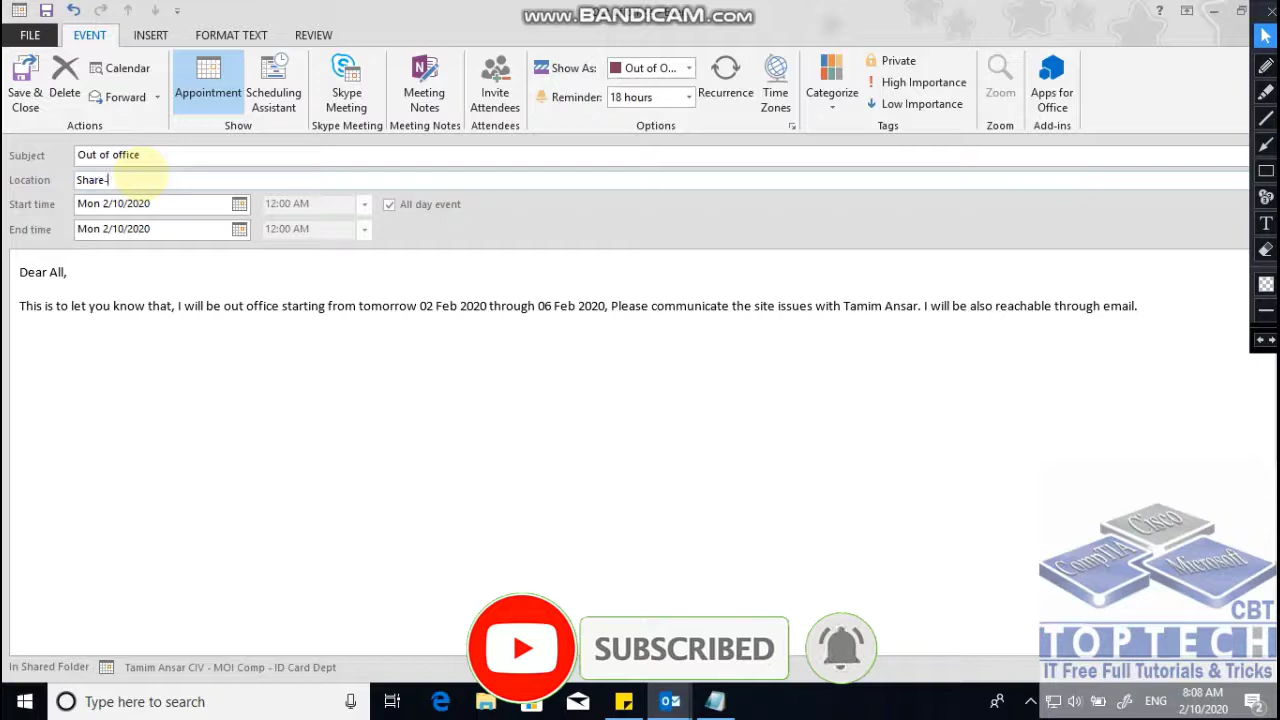 www.BANDICAM.com
FILE EVENT INSERT FORMAT TEXT REVIEW
Save & Close
Delete
Calendar
Forward
Actions
Appointment
Scheduling Assistant
Show
Skype Meeting
Skype Meeting
Meeting Notes
Meeting Notes
Invite Attendees
Attendees
Show As: Out of O...
Reminder: 18 hours
Recurrence
Time Zones
Options
Categorize
Private
High Importance
Low Importance
Tags
Zoom
Zoom
Apps for Office
Add-ins
Subject Out of office
Location Share-
Start time Mon 2/10/2020 12:00 AM All day event
End time Mon 2/10/2020 12:00 AM
Dear All,
This is to let you know that, I will be out office starting from tomorrow 02 Feb 2020 through 06 Feb 2020, Please communicate the site issues with Tamim Ansar. I will be also reachable through email.
CompTIA
Cisco
Microsoft
CBT
TOPTECH
IT Free Full Tutorials & Tricks
SUBSCRIBED
In Shared Folder Tamim Ansar CIV - MOI Comp - ID Card Dept
Type here to search
ENG
8:08 AM
2/10/2020
2